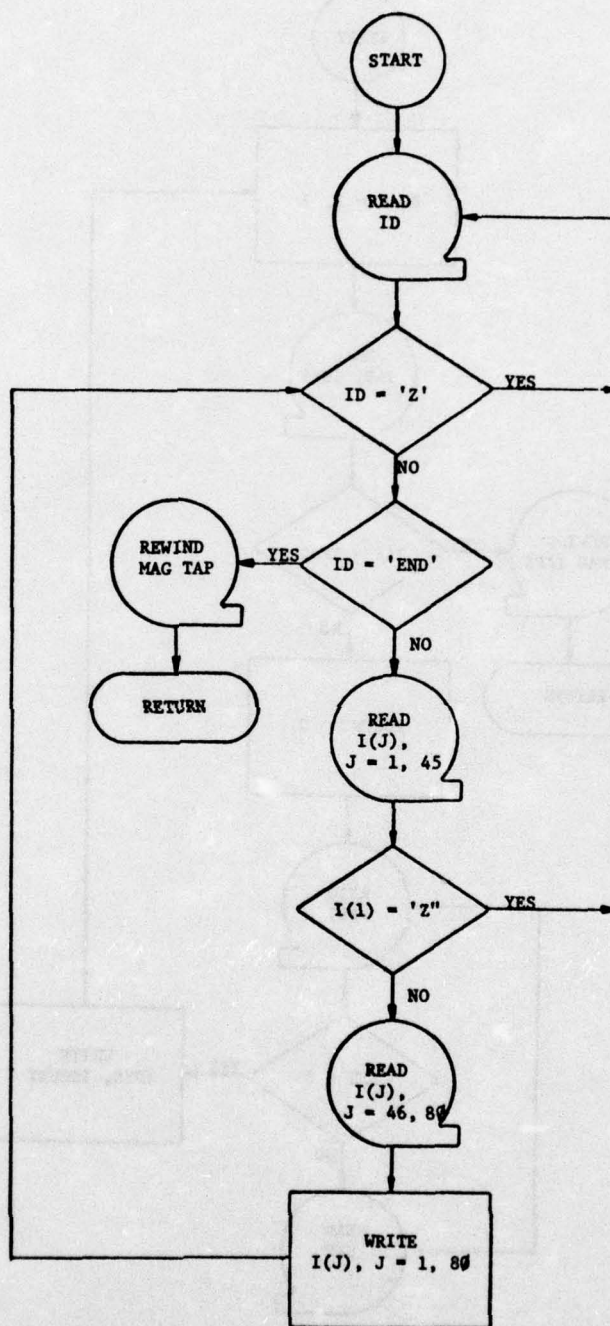 START
READ
ID
ID = 'Z'
YES
NO
REWIND
MAG TAP
YES
ID = 'END'
NO
RETURN
READ
I(J),
J = 1, 45
I(1) = 'Z"
YES
NO
READ
I(J),
J = 46, 80
WRITE
I(J), J = 1, 80